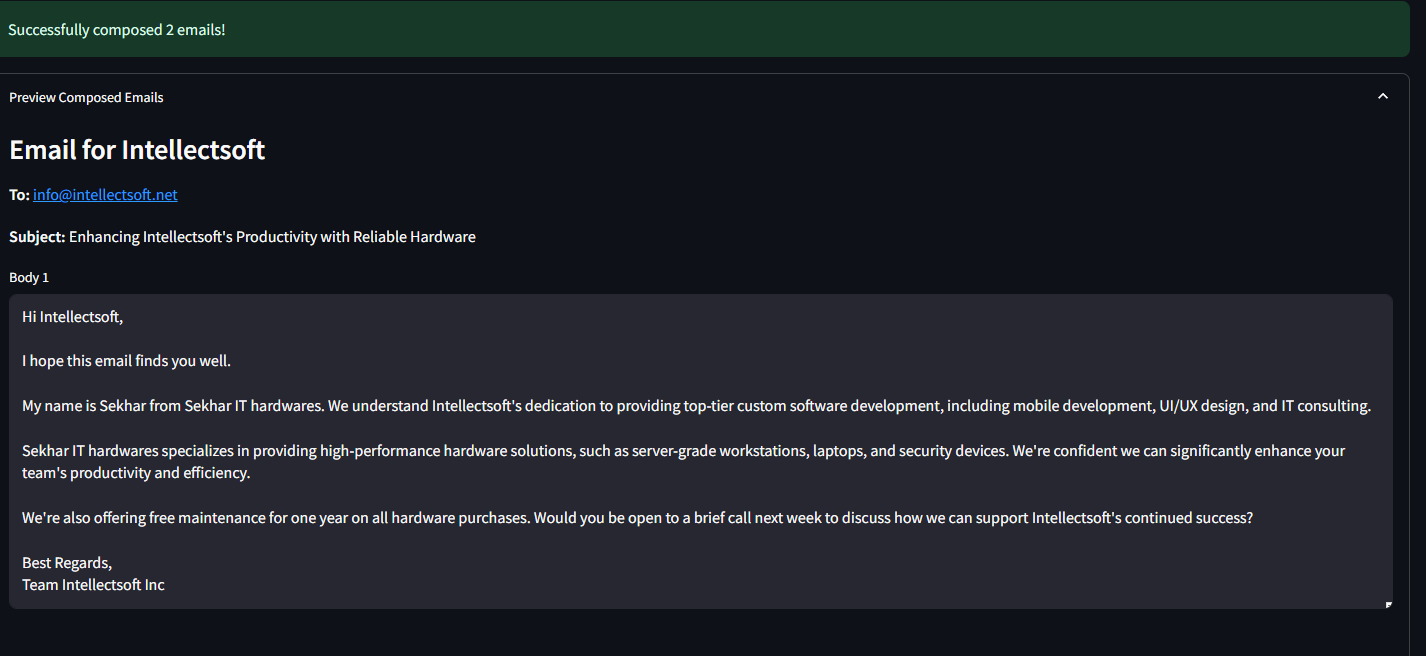 Successfully composed 2 emails!
Preview Composed Emails
Email for Intellectsoft
To: info@intellectsoft.net
Subject: Enhancing Intellectsoft's Productivity with Reliable Hardware
Body 1
Hi Intellectsoft,
I hope this email finds you well.
My name is Sekhar from Sekhar IT hardwares. We understand Intellectsoft's dedication to providing top-tier custom software development, including mobile development, UI/UX design, and IT consulting.
Sekhar IT hardwares specializes in providing high-performance hardware solutions, such as server-grade workstations, laptops, and security devices. We're confident we can significantly enhance your
team's productivity and efficiency.
We're also offering free maintenance for one year on all hardware purchases. Would you be open to a brief call next week to discuss how we can support Intellectsoft's continued success?
Best Regards,
Team Intellectsoft Inc